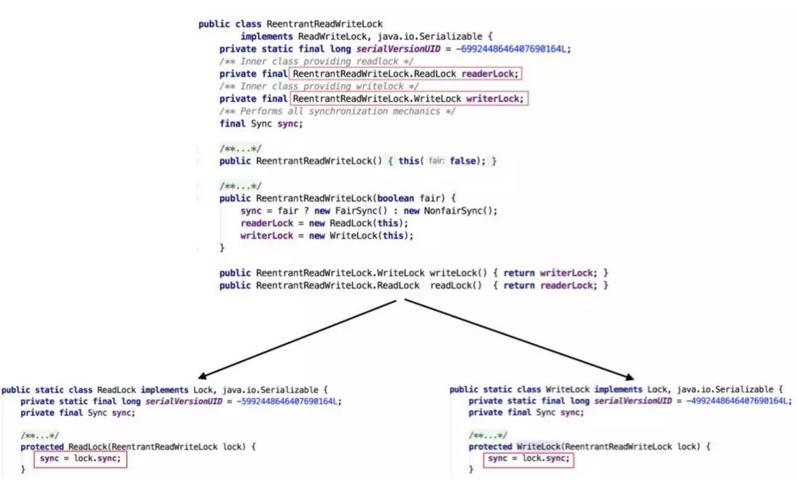 public class ReentrantReadWriteLock
implements ReadWriteLock, java.io.Serializable {
private static final long serialVersionUID = -6992448646407690164L;
/** Inner class providing readlock */
private final ReentrantReadWriteLock.ReadLock readerLock;
/** Inner class providing writelock */
private final ReentrantReadWriteLock.WriteLock writerLock;
/** Performs all synchronization mechanics */
final Sync sync;
/**...*/
public ReentrantReadWriteLock() { this( fair: false); }
/**...*/
public ReentrantReadWriteLock(boolean fair) {
sync = fair ? new FairSync() : new NonfairSync();
readerLock = new ReadLock(this);
writerLock = new WriteLock(this);
}
public ReentrantReadWriteLock.WriteLock writeLock() { return writerLock; }
public ReentrantReadWriteLock.ReadLock readLock() { return readerLock; }
public static class ReadLock implements Lock, java.io.Serializable {
private static final long serialVersionUID = -5992448646407690164L;
private final Sync sync;
/**...*/
protected ReadLock(ReentrantReadWriteLock lock) {
sync = lock.sync;
}
public static class WriteLock implements Lock, java.io.Serializable {
private static final long serialVersionUID = -4992448646407690164L;
private final Sync sync;
/**...*/
protected WriteLock(ReentrantReadWriteLock lock) {
sync = lock.sync;
}